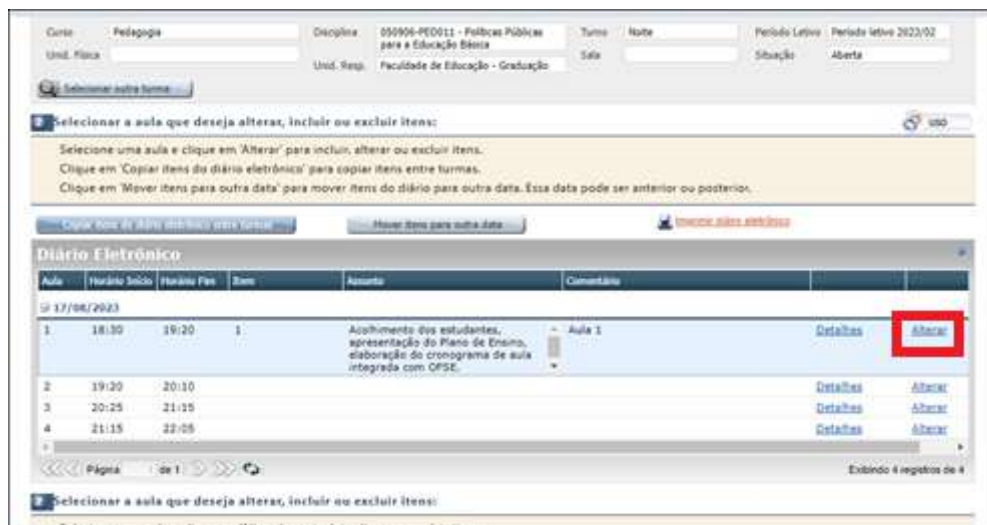 Curso Pedagogia Disciplina 050906-PED011 - Políticas Públicas para a Educação Básica Turno Noite Período Letivo Período letivo 2023/02
Unid. Física Unid. Resp. Faculdade de Educação - Graduação Sala Situação Aberta
Selecionar outra turma
Selecionar a aula que deseja alterar, incluir ou excluir itens:
uso
Selecione uma aula e clique em 'Alterar' para incluir, alterar ou excluir itens.
Clique em 'Copiar itens do diário eletrônico' para copiar itens entre turmas.
Clique em 'Mover itens para outra data' para mover itens do diário para outra data. Essa data pode ser anterior ou posterior.
Copiar itens do diário eletrônico entre turmas
Mover itens para outra data
Imprimir diário eletrônico
Diário Eletrônico
Aula Horário Início Horário Fim Item Assunto Comentário
17/08/2023
1 18:30 19:20 1 Acolhimento dos estudantes, apresentação do Plano de Ensino, elaboração do cronograma de aula integrada com OFSE. Aula 1 Detalhes Alterar
2 19:20 20:10 Detalhes Alterar
3 20:25 21:15 Detalhes Alterar
4 21:15 22:05 Detalhes Alterar
Página de 1
Exibindo 4 registros de 4
Selecionar a aula que deseja alterar, incluir ou excluir itens: